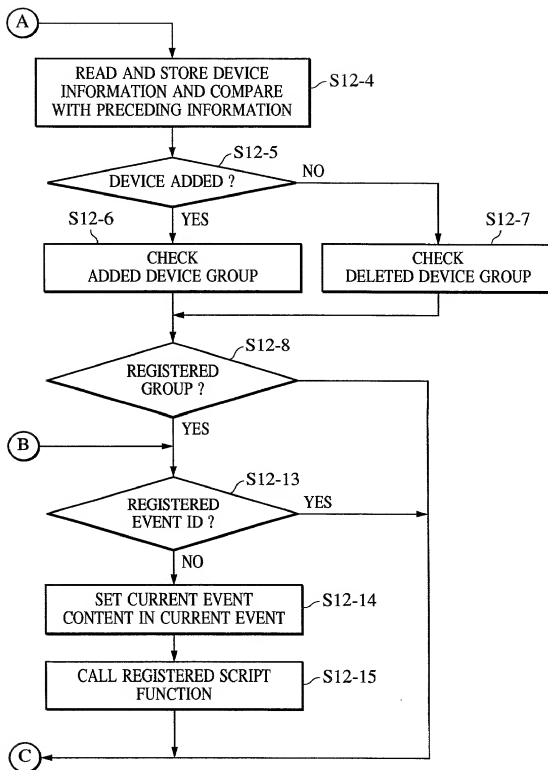 A
READ AND STORE DEVICE
INFORMATION AND COMPARE
WITH PRECEDING INFORMATION
S12-4
S12-5
DEVICE ADDED ?
NO
YES
S12-6
CHECK
ADDED DEVICE GROUP
S12-7
CHECK
DELETED DEVICE GROUP
S12-8
REGISTERED
GROUP ?
YES
B
S12-13
REGISTERED
EVENT ID ?
YES
NO
SET CURRENT EVENT
CONTENT IN CURRENT EVENT
S12-14
CALL REGISTERED SCRIPT
FUNCTION
S12-15
C